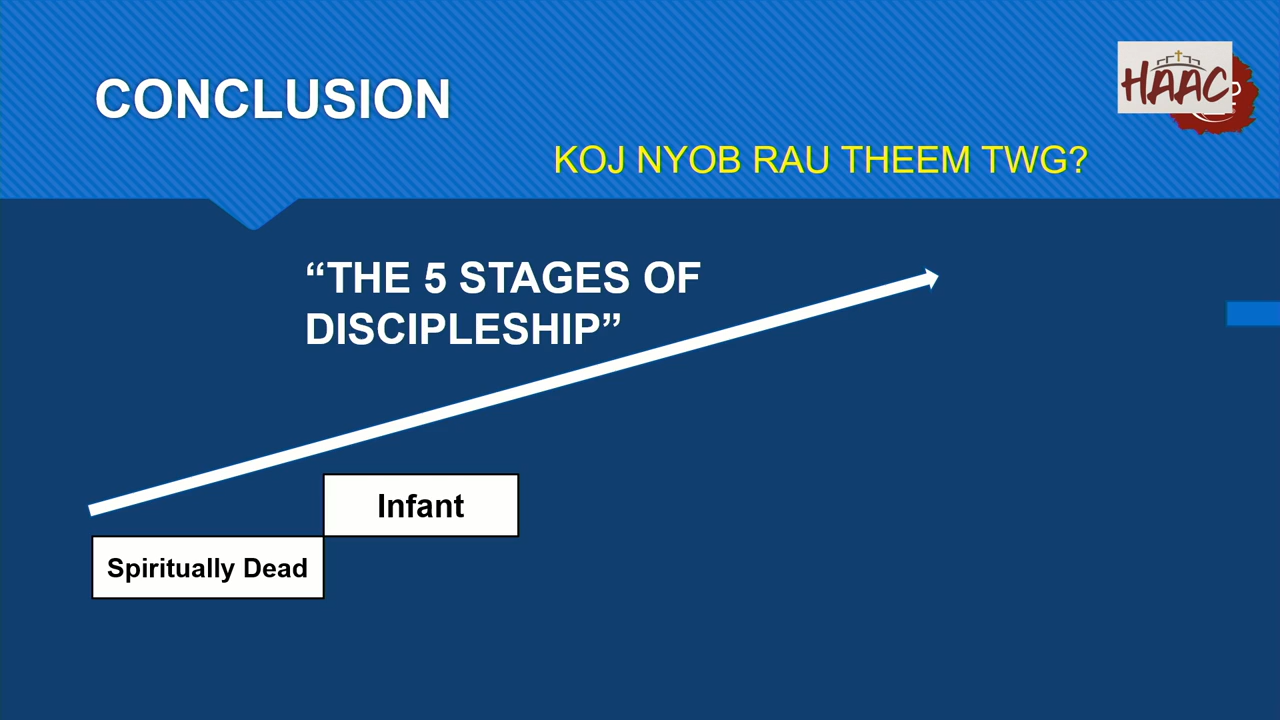 CONCLUSION
HAAC
KOJ NYOB RAU THEEM TWG?
“THE 5 STAGES OF
DISCIPLESHIP”
Infant
Spiritually Dead